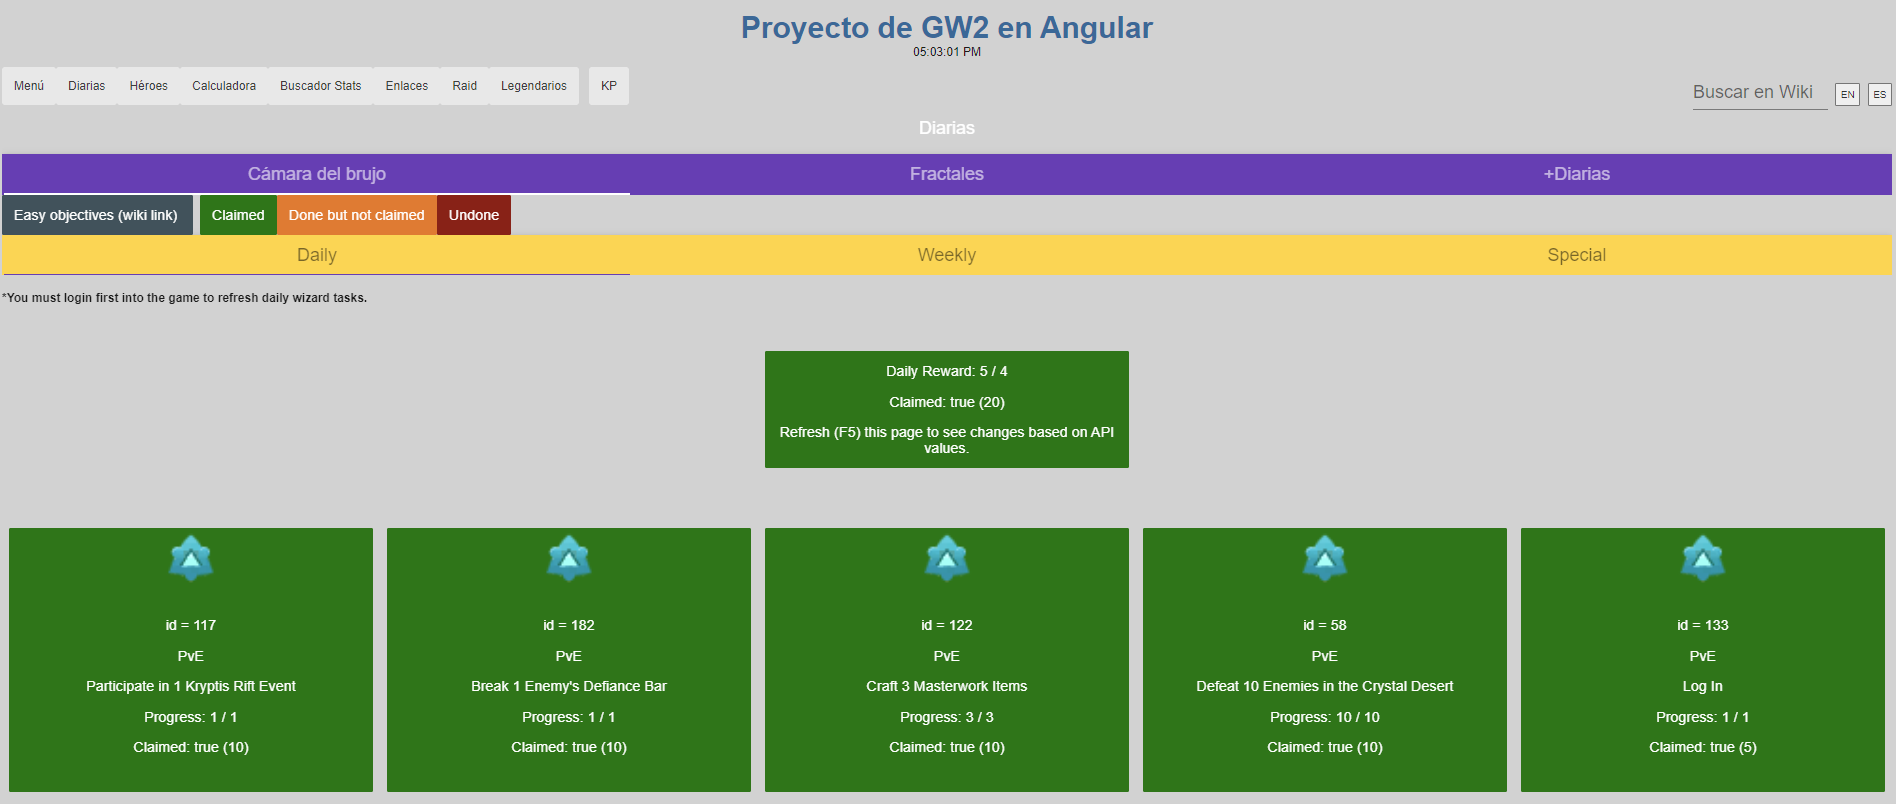 Proyecto de GW2 en Angular
05:03:01 PM
Menú Diarias Héroes Calculadora Buscador Stats Enlaces Raid Legendarios KP
Buscar en Wiki EN ES
Diarias
Cámara del brujo Fractales +Diarias
Easy objectives (wiki link) Claimed Done but not claimed Undone
Daily Weekly Special
*You must login first into the game to refresh daily wizard tasks.
Daily Reward: 5 / 4
Claimed: true (20)
Refresh (F5) this page to see changes based on API
values.
id = 117
PvE
Participate in 1 Kryptis Rift Event
Progress: 1 / 1
Claimed: true (10)
id = 182
PvE
Break 1 Enemy's Defiance Bar
Progress: 1 / 1
Claimed: true (10)
id = 122
PvE
Craft 3 Masterwork Items
Progress: 3 / 3
Claimed: true (10)
id = 58
PvE
Defeat 10 Enemies in the Crystal Desert
Progress: 10 / 10
Claimed: true (10)
id = 133
PvE
Log In
Progress: 1 / 1
Claimed: true (5)